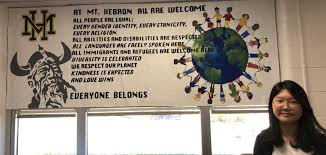 MH
AT MT. HEBRON ALL ARE WELCOME
ALL PEOPLE ARE EQUAL;
EVERY GENDER IDENTITY, EVERY ETHNICITY,
EVERY RELIGION.
ALL ABILITIES AND DISABILITIES ARE RESPECTED
ALL LANGUAGES ARE FREELY SPOKEN HERE
ALL IMMIGRANTS AND REFUGEES ARE WELCOME HERE
DIVERSITY IS CELEBRATED
WE RESPECT OUR PLANET
KINDNESS IS EXPECTED
AND LOVE WINS
EVERYONE BELONGS